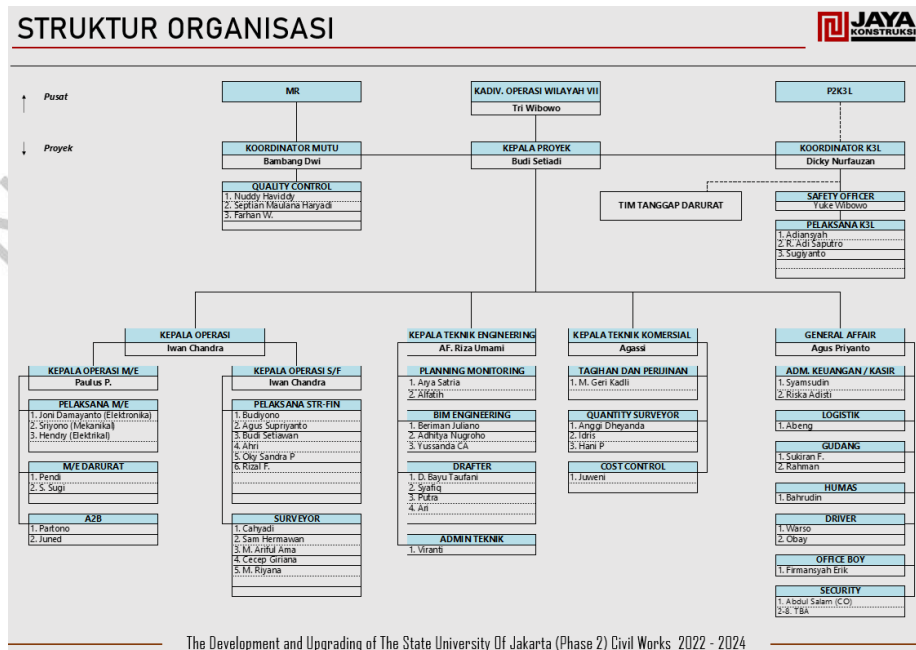 STRUKTUR ORGANISASI
JAYA
KONSTRUKSI
Pusat
Proyek
MR
KADIV. OPERASI WILAYAH VII
Tri Wibowo
P2K3L
KOORDINATOR MUTU
Bambang Dwi
KEPALA PROYEK
Budi Setiadi
KOORDINATOR K3L
Dicky Nurfauzan
QUALITY CONTROL
1. Nuddy Haviddy
2. Septian Maulana Haryadi
3. Farhan W.
TIM TANGGAP DARURAT
SAFETY OFFICER
Yuke Wibowo
PELAKSANA K3L
1. Adiansyah
2. R. Adi Saputro
3. Sugiyanto
KEPALA OPERASI
Iwan Chandra
KEPALA OPERASI M/E
Paulus P.
PELAKSANA M/E
1. Joni Damayanto (Elektronika)
2. Sriyono (Mekanikal)
3. Hendry (Elektrikal)
M/E DARURAT
1. Pendi
2. S. Sugi
A2B
1. Partono
2. Juned
KEPALA OPERASI S/F
Iwan Chandra
PELAKSANA STR-FIN
1. Budiyono
2. Agus Supriyanto
3. Budi Setiawan
4. Ahri
5. Oky Sandra P
6. Rizal F.
SURVEYOR
1. Cahyadi
2. Sam Hermawan
3. M. Ariful Ama
4. Cecep Giriana
5. M. Riyana
KEPALA TEKNIK ENGINEERING
AF. Riza Umami
PLANNING MONITORING
1. Arya Satria
2. Alfatih
BIM ENGINEERING
1. Beriman Juliano
2. Adhitya Nugroho
3. Yussanda CA
DRAFTER
1. D. Bayu Taufani
2. Syafiq
3. Putra
4. Ari
ADMIN TEKNIK
1. Viranti
KEPALA TEKNIK KOMERSIAL
Agassi
TAGIHAN DAN PERIJINAN
1. M. Geri Kadli
QUANTITY SURVEYOR
1. Anggi Dheyanda
2. Idris
3. Hani P
COST CONTROL
1. Juweni
GENERAL AFFAIR
Agus Priyanto
ADM. KEUANGAN / KASIR
1. Syamsudin
2. Riska Adisti
LOGISTIK
1. Abeng
GUDANG
1. Sukiran F.
2. Rahman
HUMAS
1. Bahrudin
DRIVER
1. Warso
2. Obay
OFFICE BOY
1. Firmansyah Erik
SECURITY
1. Abdul Salam (CO)
2-8. TBA
The Development and Upgrading of The State University Of Jakarta (Phase 2) Civil Works 2022 - 2024